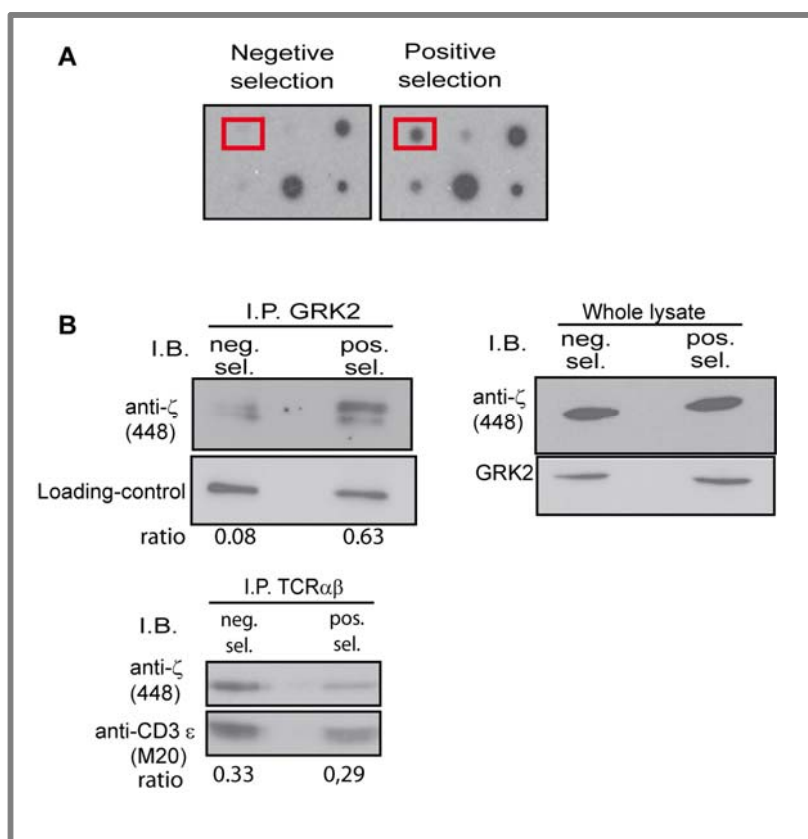 A
Negetive
selection
Positive
selection
B
I.P. GRK2
I.B.
neg.
sel.
pos.
sel.
anti-ζ
(448)
Loading-control
ratio
0.08
0.63
Whole lysate
I.B.
neg.
sel.
pos.
sel.
anti-ζ
(448)
GRK2
I.P. TCRαβ
I.B.
neg.
sel.
pos.
sel.
anti-ζ
(448)
anti-CD3 ε
(M20)
ratio
0.33
0,29